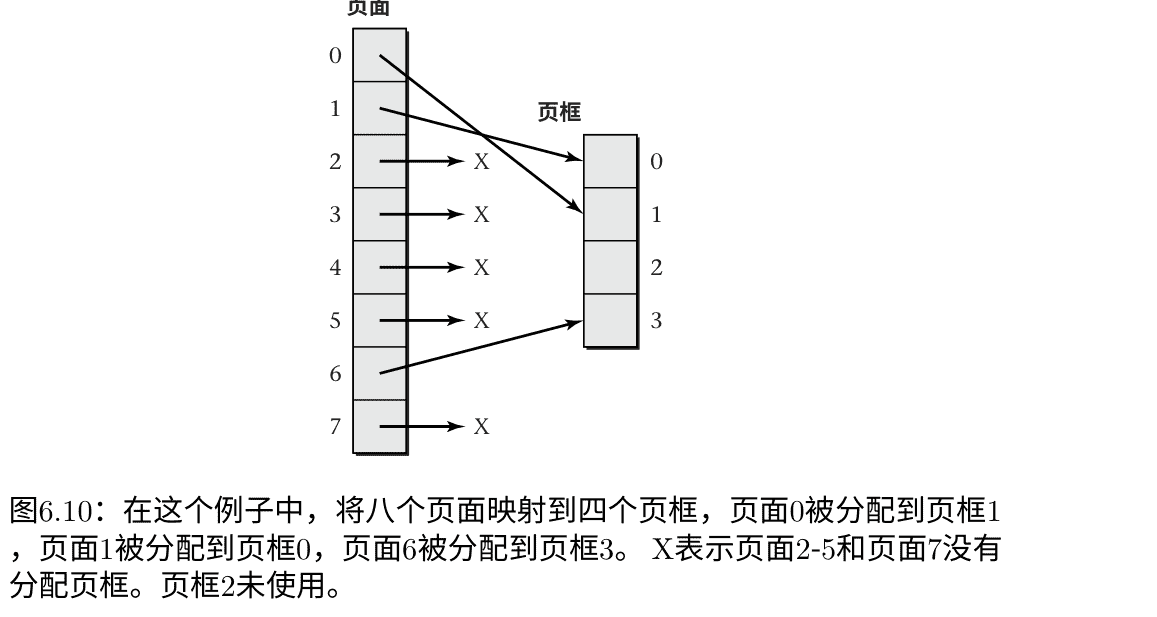 页面
0
1
页框
2 X 0
3 X 1
4 X 2
5 X 3
6
7 X
图6.10：在这个例子中，将八个页面映射到四个页框，页面0被分配到页框1
，页面1被分配到页框0，页面6被分配到页框3。 X表示页面2-5和页面7没有
分配页框。页框2未使用。